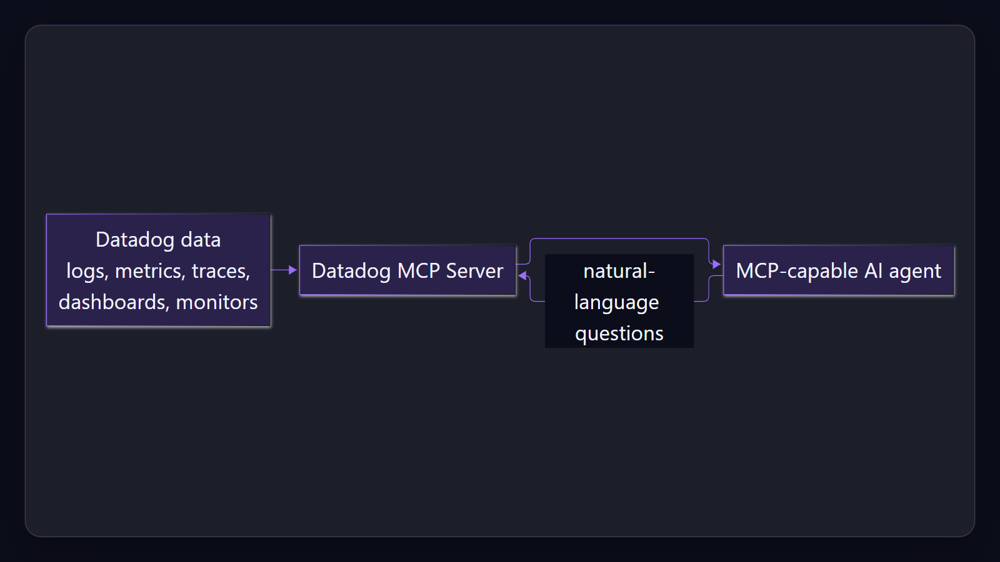 Datadog data
logs, metrics, traces,
dashboards, monitors
Datadog MCP Server
natural-
language
questions
MCP-capable AI agent